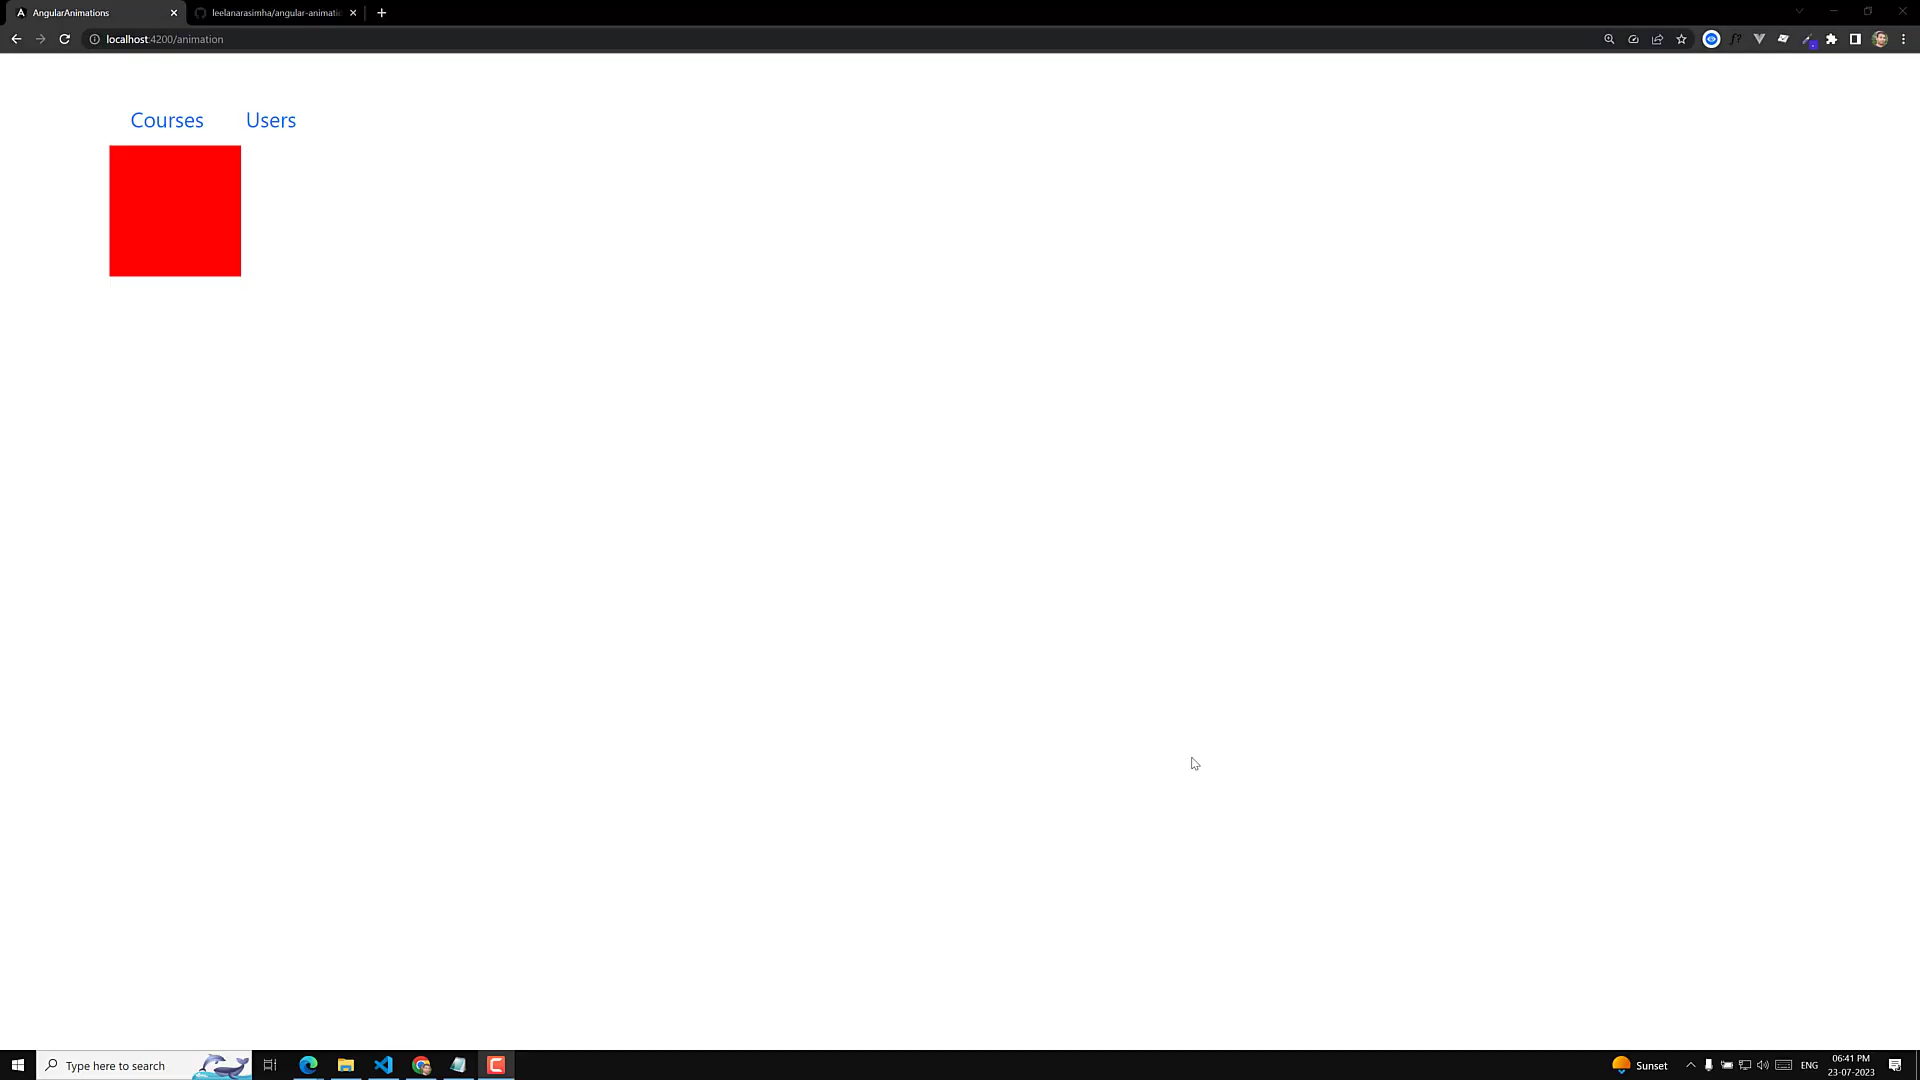 AngularAnimations
leelanarasimha/angular-animatio
localhost:4200/animation
Courses Users
Type here to search
Sunset
ENG
06:41 PM
23-07-2023